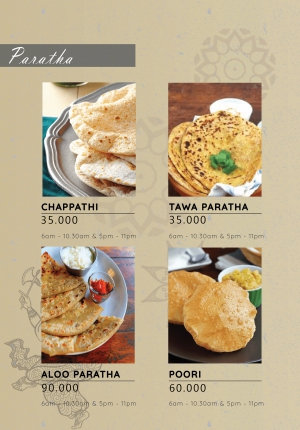 Paratha
CHAPPATHI
35.000
6am - 10.30am & 5pm - 11pm
TAWA PARATHA
35.000
6am - 10.30am & 5pm - 11pm
ALOO PARATHA
90.000
6am - 10.30am & 5pm - 11pm
POORI
60.000
6am - 10.30am & 5pm - 11pm